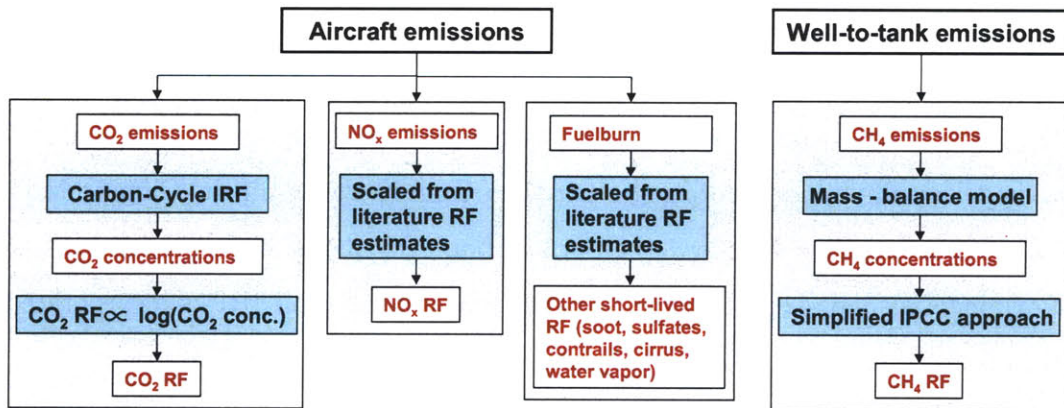 Aircraft emissions
Well-to-tank emissions
CO₂ emissions
Carbon-Cycle IRF
CO₂ concentrations
CO₂ RF∝ log(CO₂ conc.)
CO₂ RF
NOₓ emissions
Scaled from
literature RF
estimates
NOₓ RF
Fuelburn
Scaled from
literature RF
estimates
Other short-lived
RF (soot, sulfates,
contrails, cirrus,
water vapor)
CH₄ emissions
Mass - balance model
CH₄ concentrations
Simplified IPCC approach
CH₄ RF